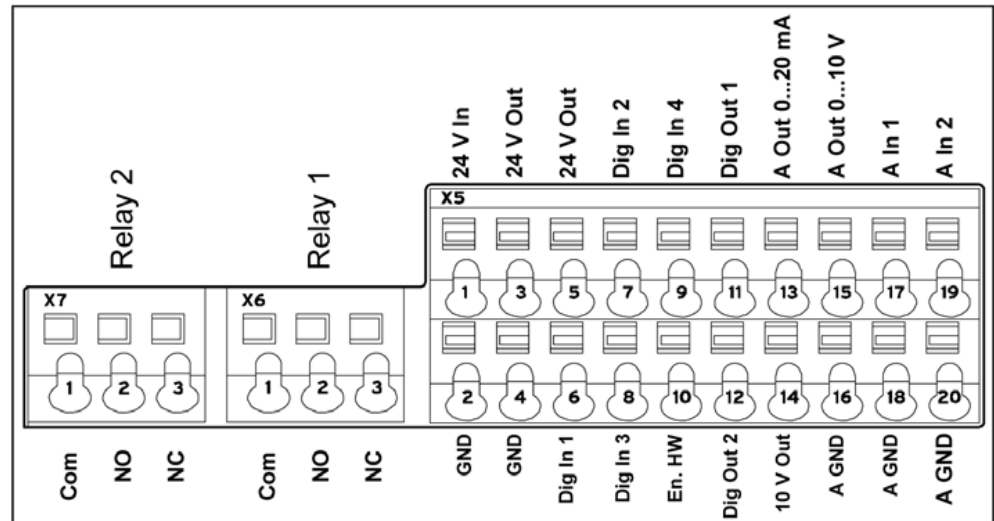 24 V In 24 V Out 24 V Out Dig In 2 Dig In 4 Dig Out 1 A Out 0...20 mA A Out 0...10 V A In 1 A In 2
Relay 2 Relay 1
X5
1 3 5 7 9 11 13 15 17 19
X7 X6
1 2 3 1 2 3 2 4 6 8 10 12 14 16 18 20
Com NO NC Com NO NC GND GND Dig In 1 Dig In 3 En. HW Dig Out 2 10 V Out A GND A GND A GND